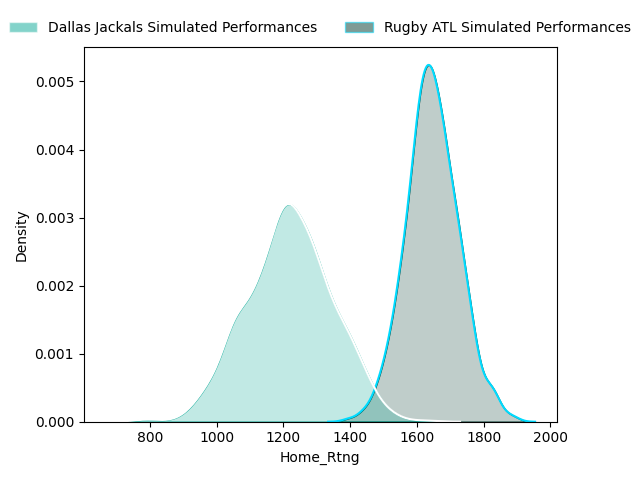 Dallas Jackals Simulated Performances Rugby ATL Simulated Performances
0.005
0.004
0.003
0.002
0.001
0.000
Density
800 1000 1200 1400 1600 1800 2000
Home_Rtng